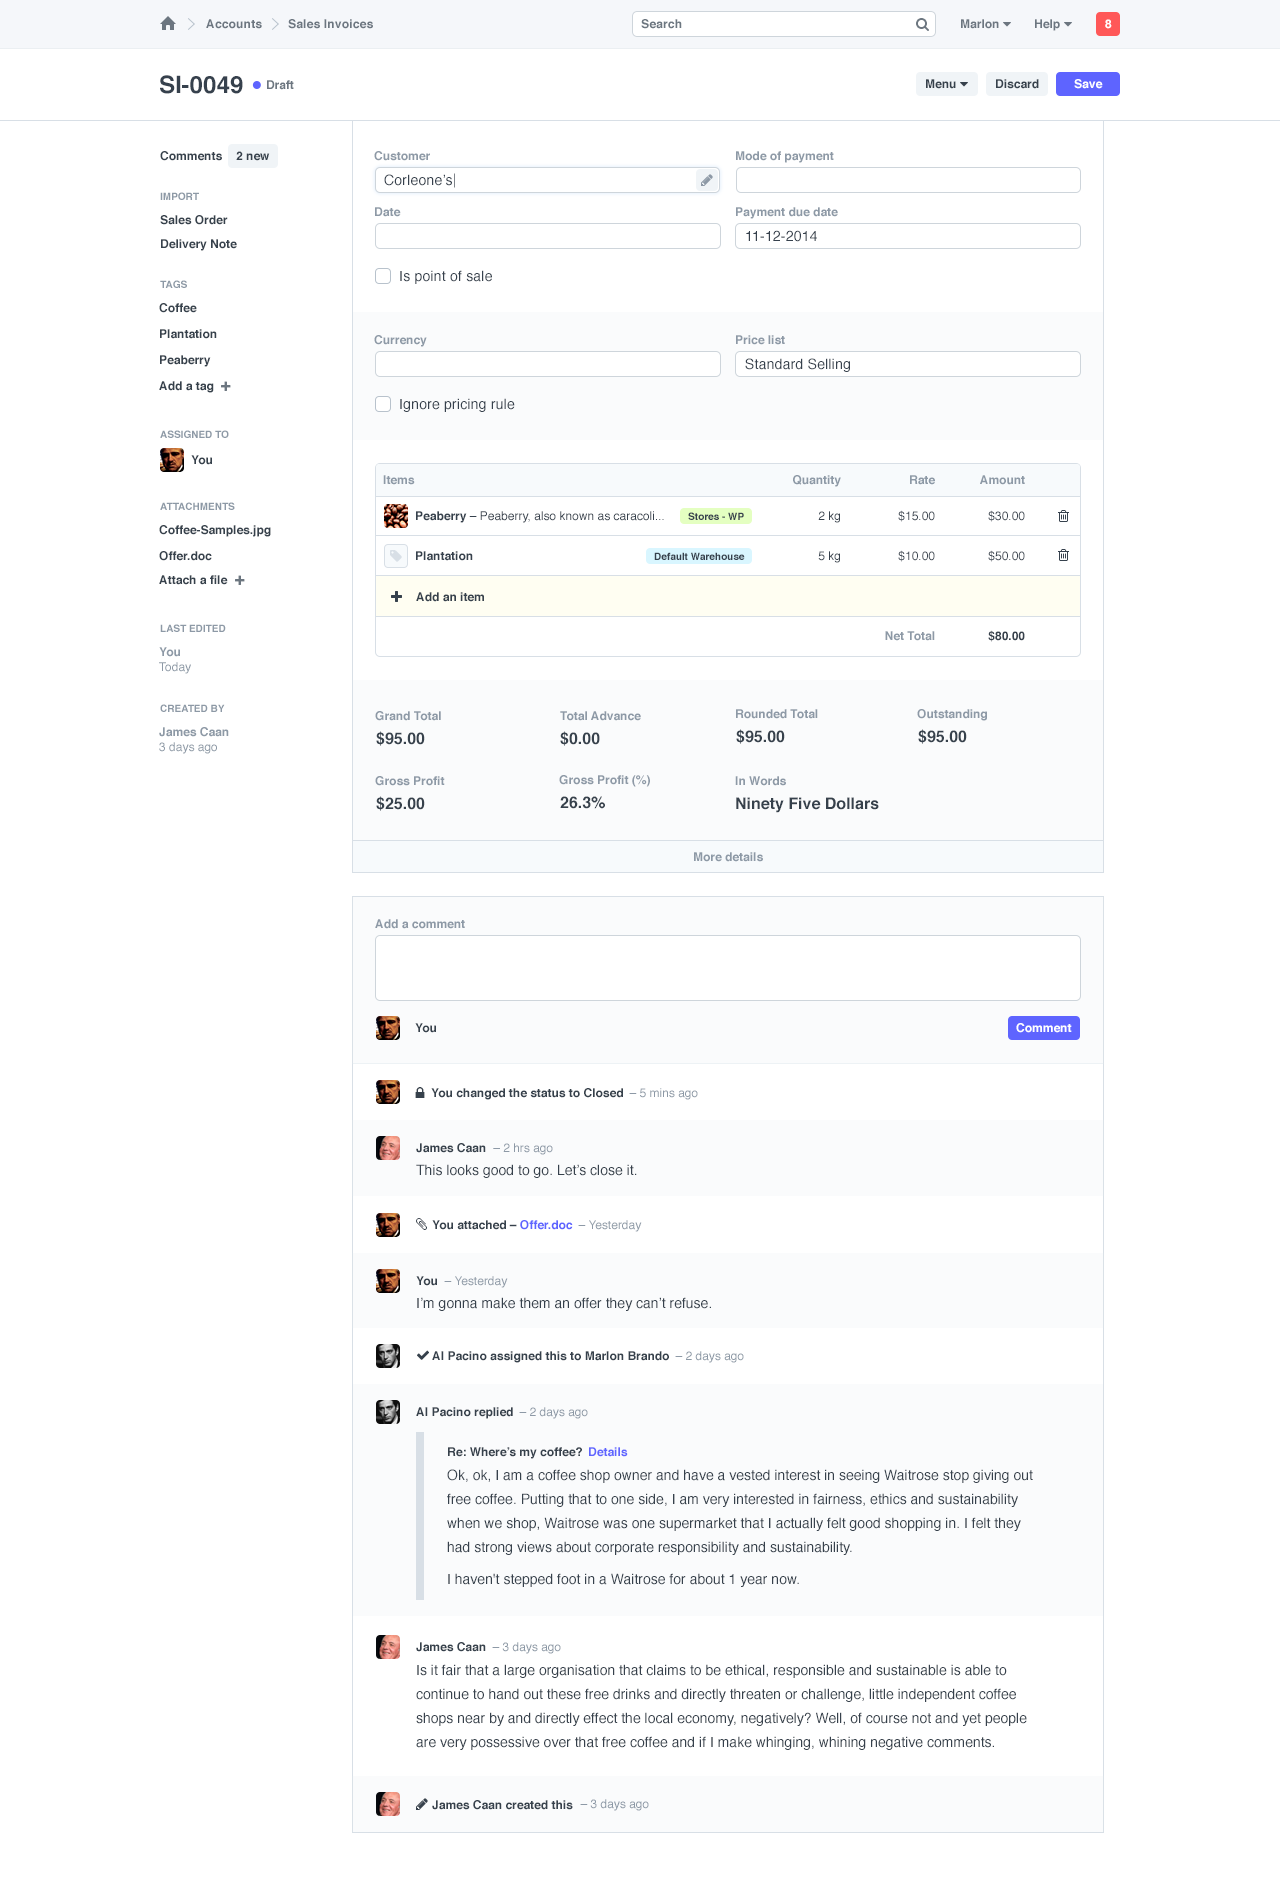 Accounts
Sales Invoices
Search
Marlon
Help
8
SI-0049
Draft
Menu
Discard
Save
Comments 2 new
IMPORT
Sales Order
Delivery Note
TAGS
Coffee
Plantation
Peaberry
Add a tag +
ASSIGNED TO
You
ATTACHMENTS
Coffee-Samples.jpg
Offer.doc
Attach a file +
LAST EDITED
You
Today
CREATED BY
James Caan
3 days ago
Customer Mode of payment
Corleone's
Date Payment due date
11-12-2014
Is point of sale
Currency Price list
Standard Selling
Ignore pricing rule
Items Quantity Rate Amount
Peaberry – Peaberry, also known as caracoli... Stores - WP 2 kg $15.00 $30.00
Plantation Default Warehouse 5 kg $10.00 $50.00
+ Add an item
Net Total $80.00
Grand Total Total Advance Rounded Total Outstanding
$95.00 $0.00 $95.00 $95.00
Gross Profit Gross Profit (%) In Words
$25.00 26.3% Ninety Five Dollars
More details
Add a comment
You Comment
You changed the status to Closed – 5 mins ago
James Caan – 2 hrs ago
This looks good to go. Let's close it.
You attached – Offer.doc – Yesterday
You – Yesterday
I'm gonna make them an offer they can't refuse.
Al Pacino assigned this to Marlon Brando – 2 days ago
Al Pacino replied – 2 days ago
Re: Where's my coffee? Details
Ok, ok, I am a coffee shop owner and have a vested interest in seeing Waitrose stop giving out
free coffee. Putting that to one side, I am very interested in fairness, ethics and sustainability
when we shop, Waitrose was one supermarket that I actually felt good shopping in. I felt they
had strong views about corporate responsibility and sustainability.
I haven't stepped foot in a Waitrose for about 1 year now.
James Caan – 3 days ago
Is it fair that a large organisation that claims to be ethical, responsible and sustainable is able to
continue to hand out these free drinks and directly threaten or challenge, little independent coffee
shops near by and directly effect the local economy, negatively? Well, of course not and yet people
are very possessive over that free coffee and if I make whinging, whining negative comments.
James Caan created this – 3 days ago